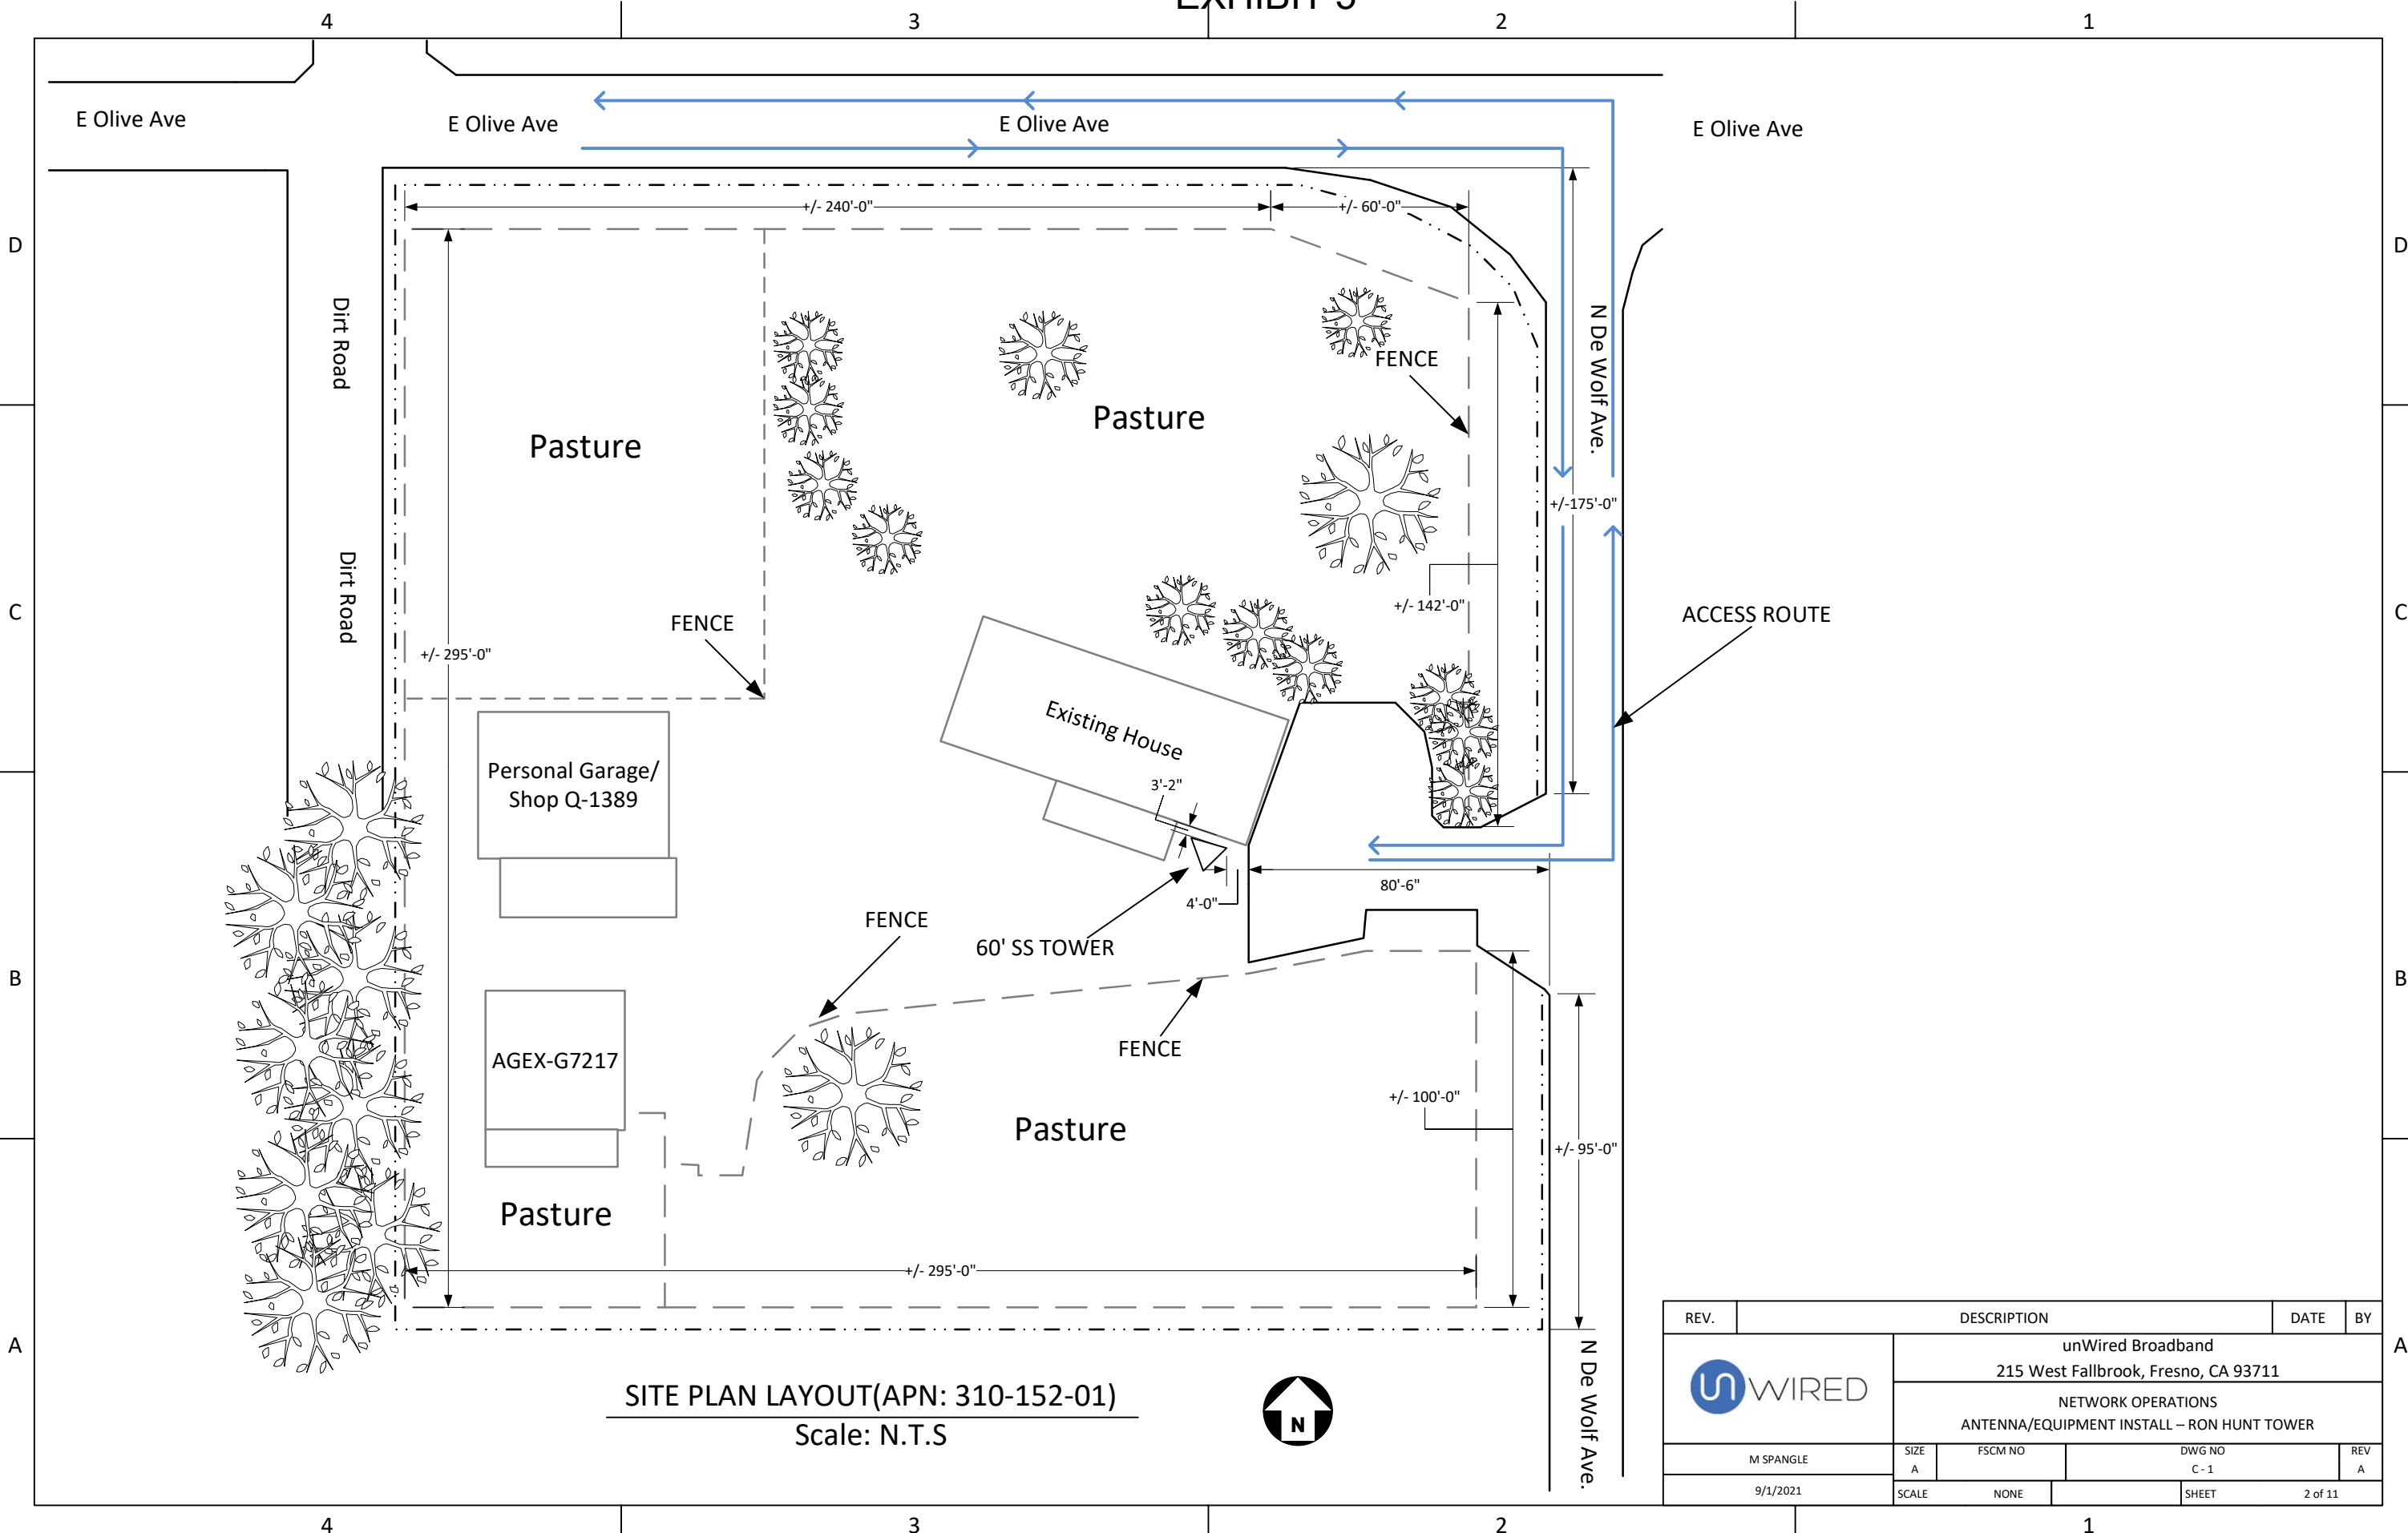 EXHIBIT 5
4 3 2 1
E Olive Ave
E Olive Ave
E Olive Ave
E Olive Ave
+/- 240'-0"
+/- 60'-0"
D
D
Dirt Road
N De Wolf Ave.
FENCE
Pasture
Pasture
+/-175'-0"
Dirt Road
+/- 142'-0"
C
C
FENCE
ACCESS ROUTE
+/- 295'-0"
Existing House
Personal Garage/
Shop Q-1389
3'-2"
80'-6"
4'-0"
FENCE
60' SS TOWER
B
B
FENCE
AGEX-G7217
+/- 100'-0"
Pasture
+/- 95'-0"
Pasture
+/- 295'-0"
A
A
N De Wolf Ave.
SITE PLAN LAYOUT(APN: 310-152-01)
Scale: N.T.S
N
REV. DESCRIPTION DATE BY
unWired Broadband
215 West Fallbrook, Fresno, CA 93711
un WIRED
NETWORK OPERATIONS
ANTENNA/EQUIPMENT INSTALL – RON HUNT TOWER
M SPANGLE
SIZE FSCM NO DWG NO REV
A C - 1 A
9/1/2021
SCALE NONE SHEET 2 of 11
4 3 2 1